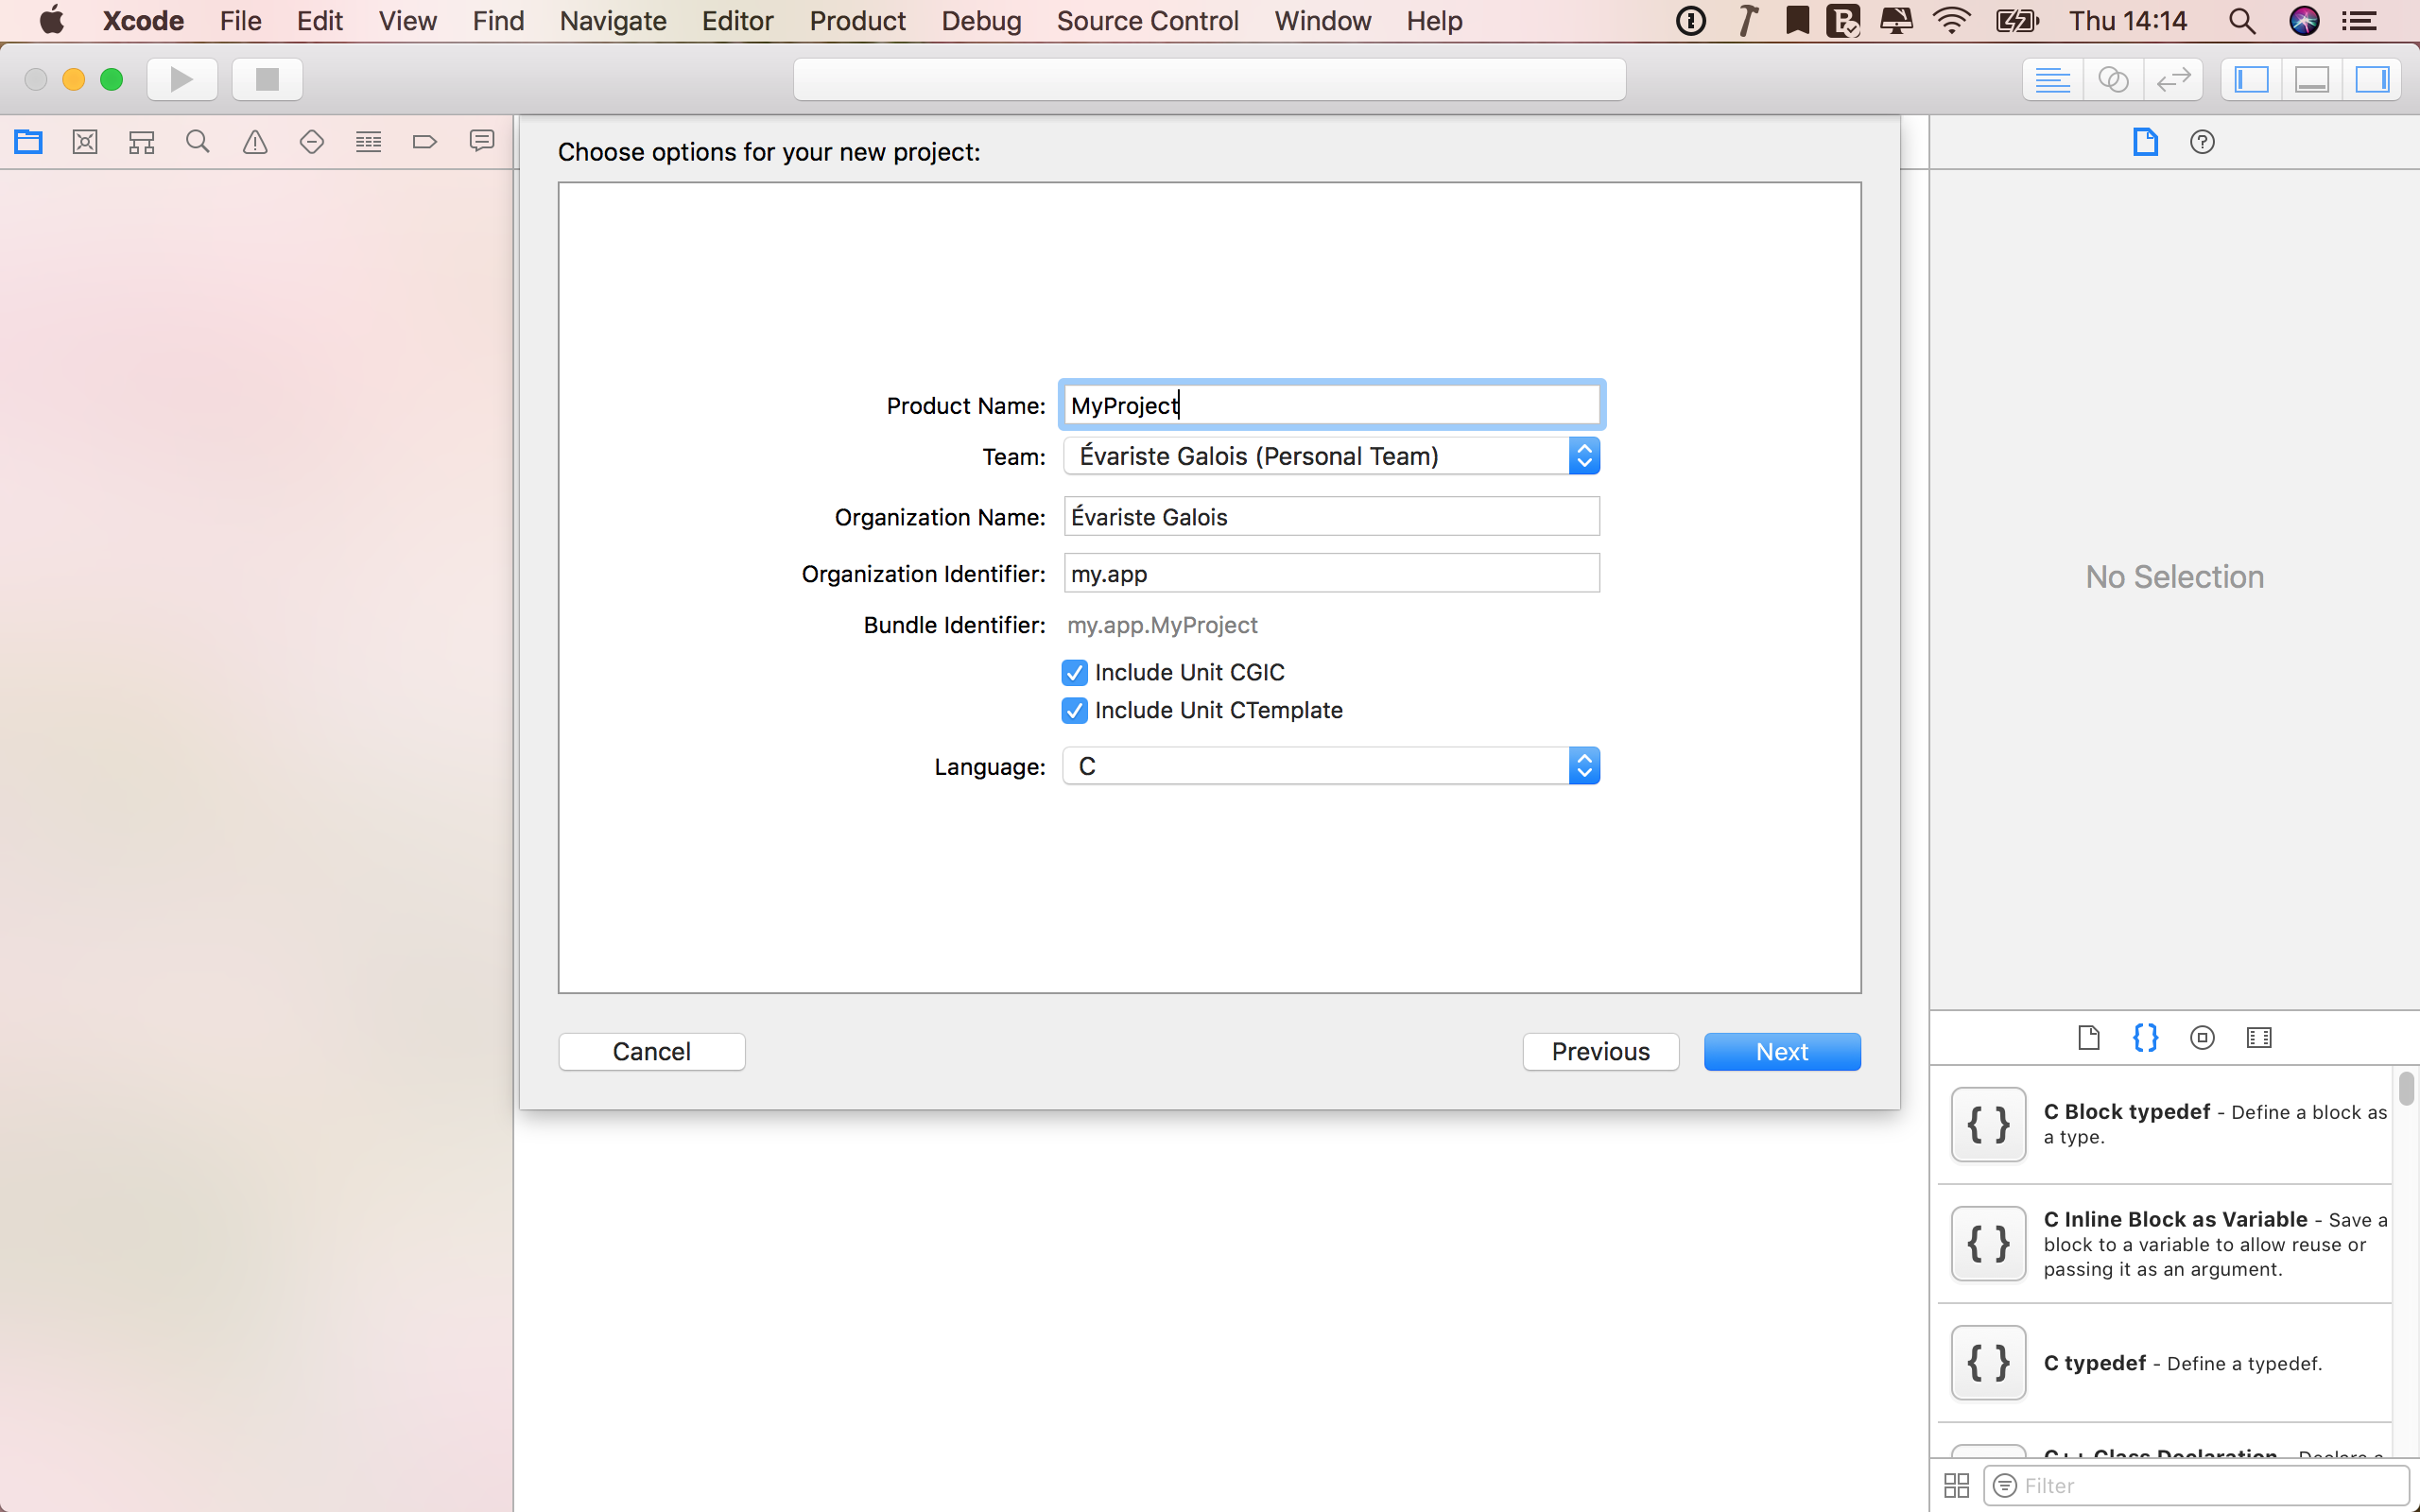 Xcode File Edit View Find Navigate Editor Product Debug Source Control Window Help Thu 14:14
Choose options for your new project:
Product Name: MyProject
Team: Évariste Galois (Personal Team)
Organization Name: Évariste Galois
Organization Identifier: my.app
Bundle Identifier: my.app.MyProject
Include Unit CGIC
Include Unit CTemplate
Language: C
Cancel Previous Next
No Selection
{ } C Block typedef - Define a block as
a type.
{ } C Inline Block as Variable - Save a
block to a variable to allow reuse or
passing it as an argument.
{ } C typedef - Define a typedef.
C++ Class Declaration - Declare a
Filter